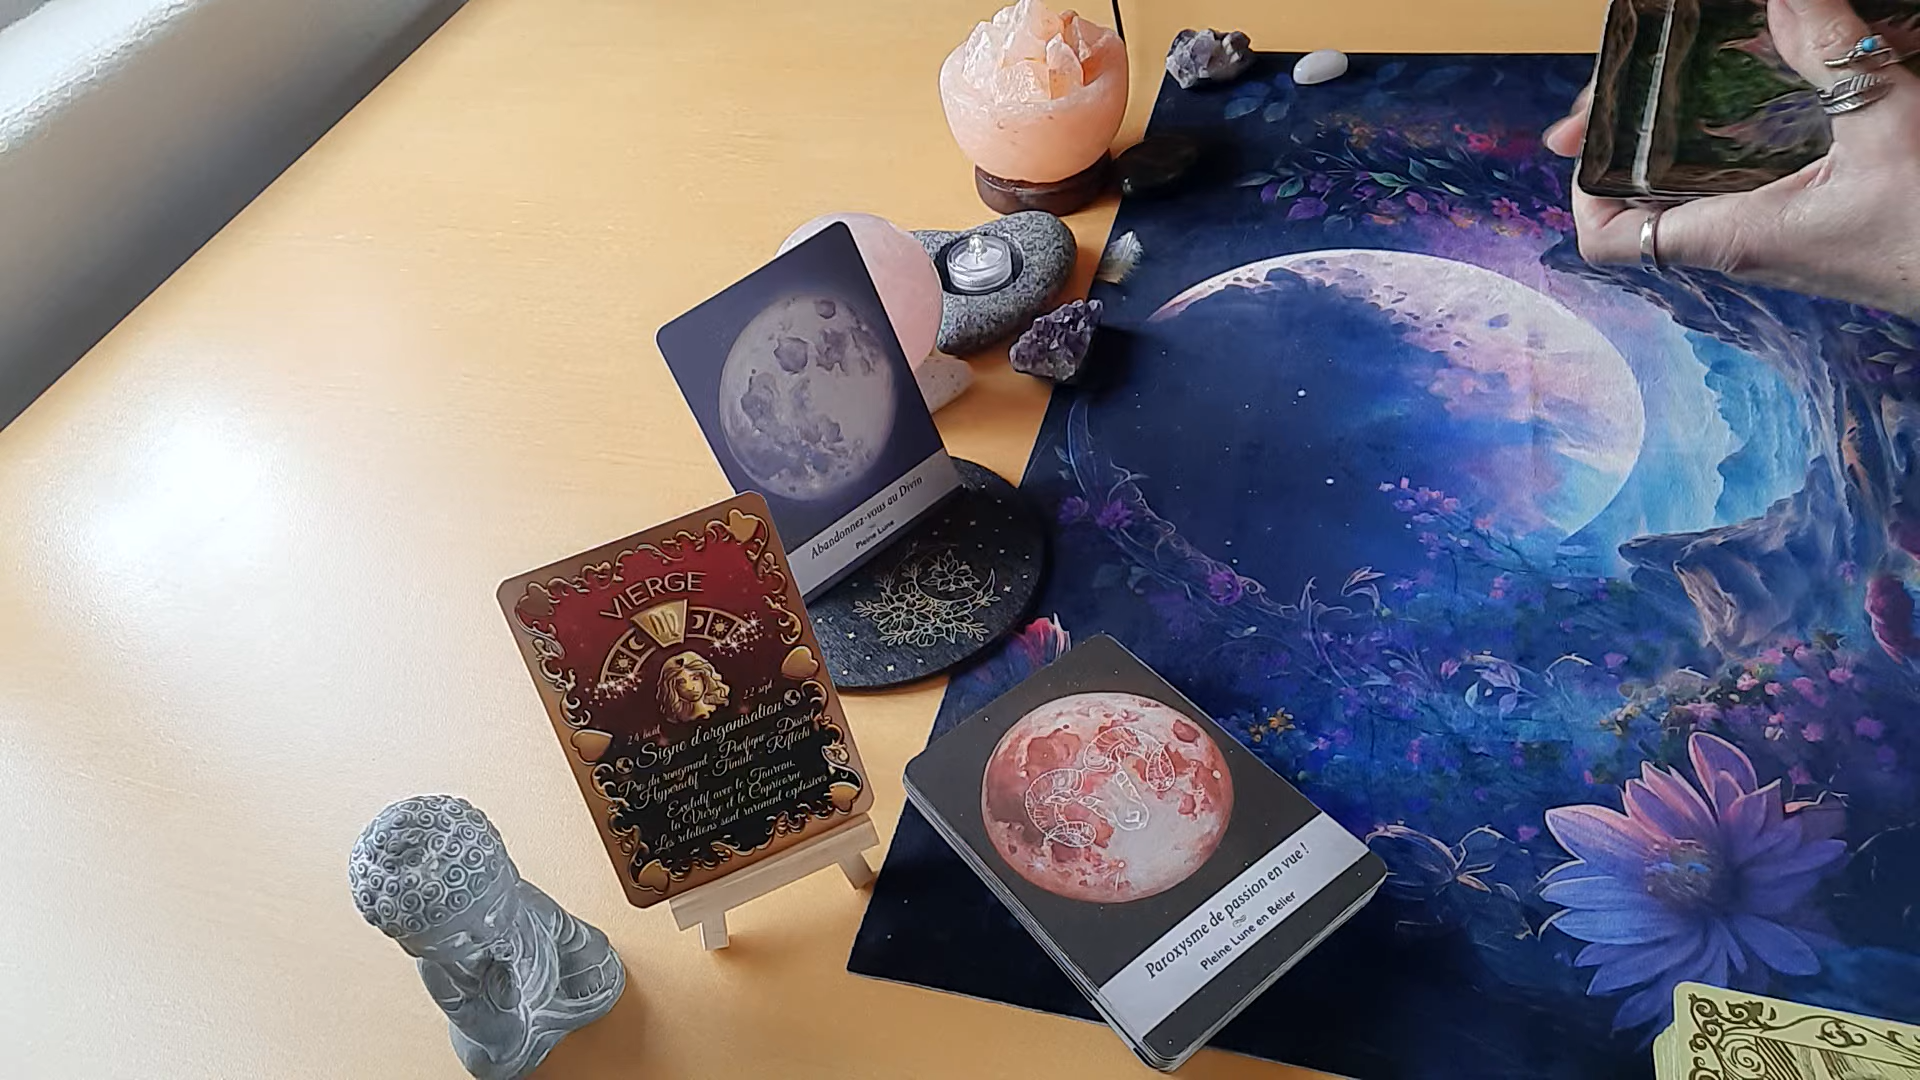 Abandonnez-vous au Divin
Pleine Lune
VIERGE
24 août
22 sept
Signe d'organisation
Pro du rangement - Pacifique - Discret
Hyperactif - Timide - Réfléchi
Evolutif avec le Taureau,
la Vierge et le Capricorne
Les relations sont rarement explosives
Paroxysme de passion en vue !
Pleine Lune en Bélier